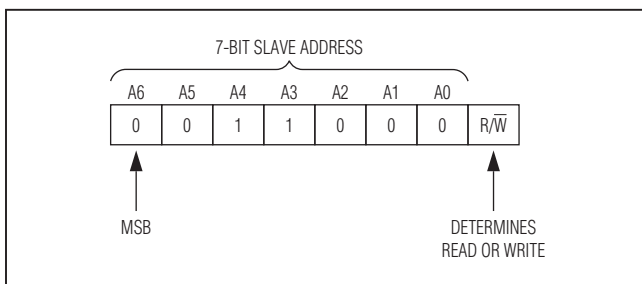 7-BIT SLAVE ADDRESS
A6 A5 A4 A3 A2 A1 A0
0 0 1 1 0 0 0 R/W̅
MSB
DETERMINES
READ OR WRITE